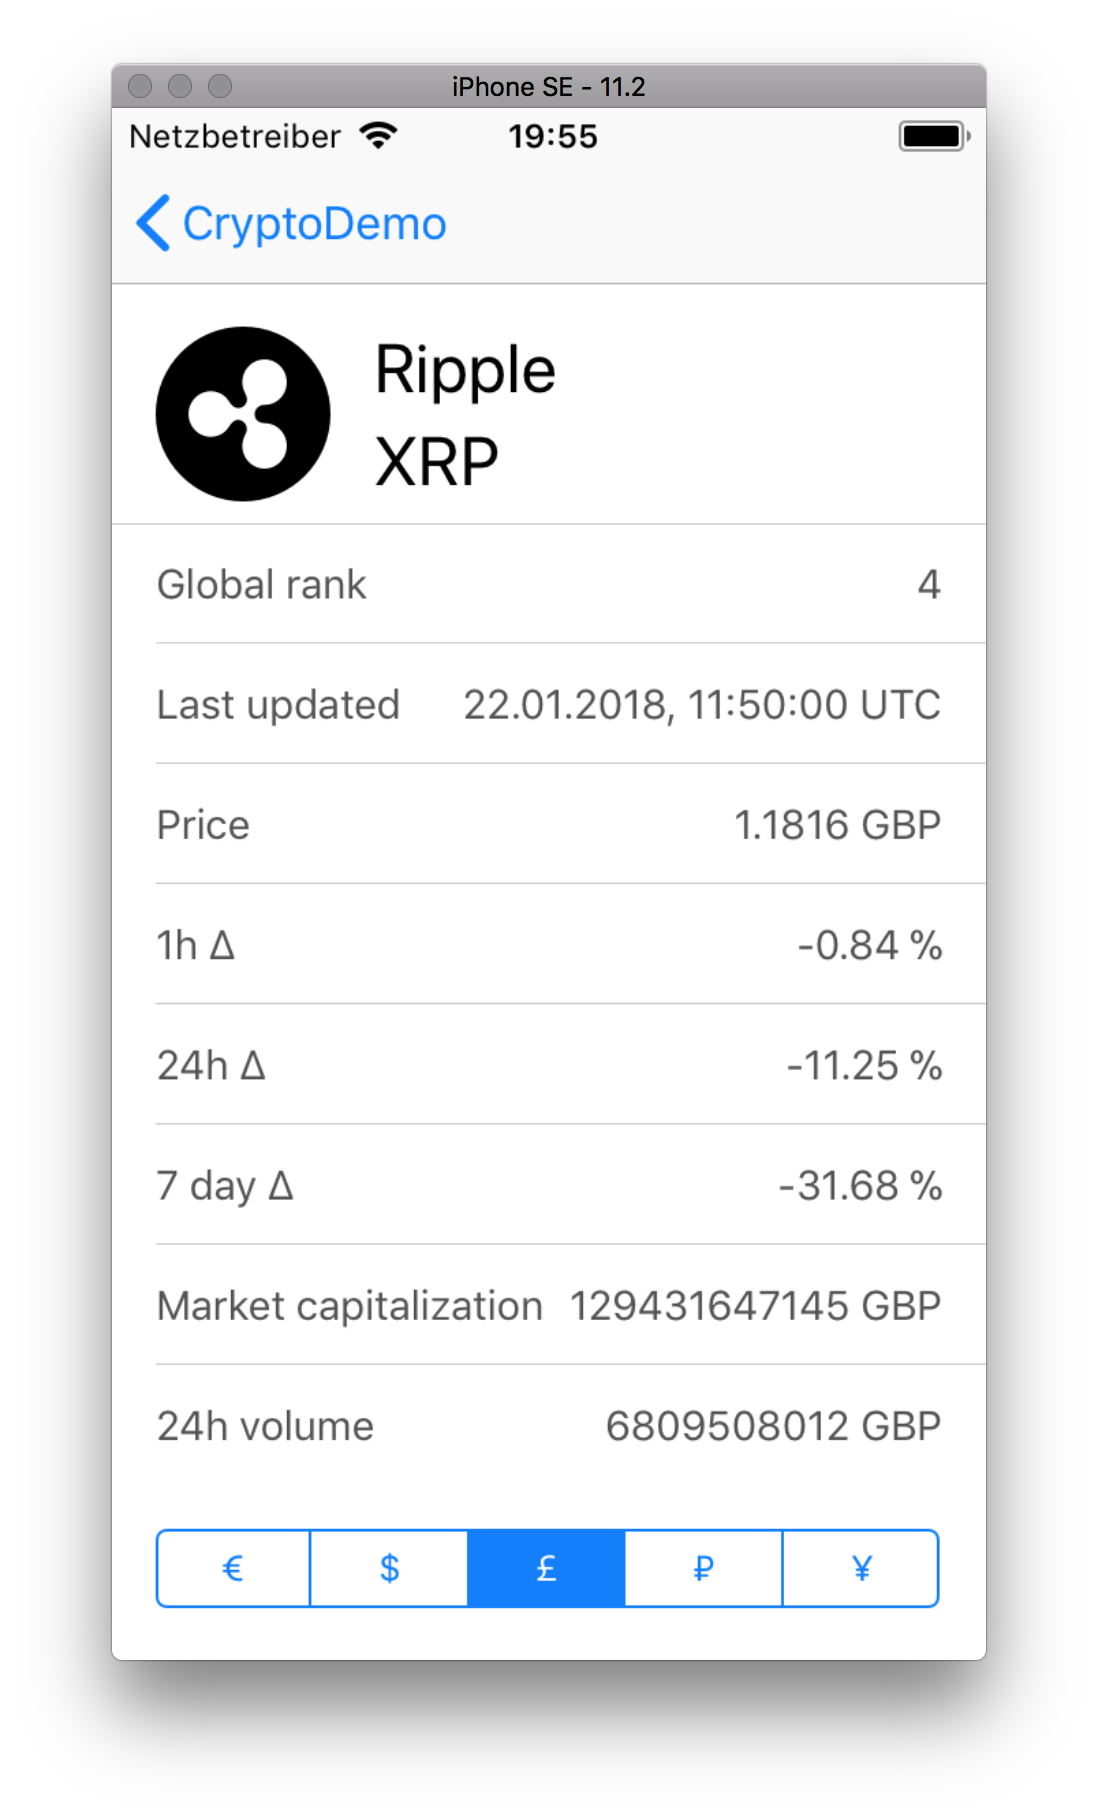 iPhone SE - 11.2
Netzbetreiber 19:55
CryptoDemo
Ripple
XRP
Global rank 4
Last updated 22.01.2018, 11:50:00 UTC
Price 1.1816 GBP
1h Δ -0.84 %
24h Δ -11.25 %
7 day Δ -31.68 %
Market capitalization 129431647145 GBP
24h volume 6809508012 GBP
€ $ £ ₽ ¥